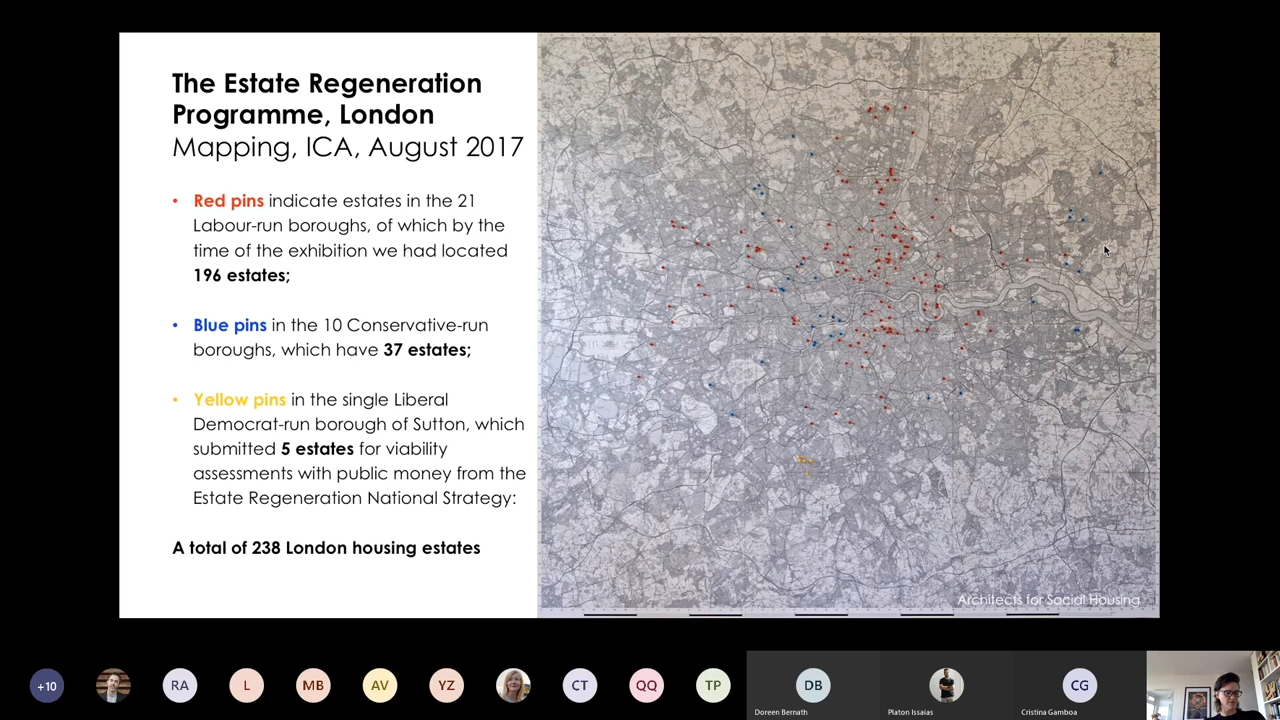 The Estate Regeneration
Programme, London
Mapping, ICA, August 2017
• Red pins indicate estates in the 21
Labour-run boroughs, of which by the
time of the exhibition we had located
196 estates;
• Blue pins in the 10 Conservative-run
boroughs, which have 37 estates;
• Yellow pins in the single Liberal
Democrat-run borough of Sutton, which
submitted 5 estates for viability
assessments with public money from the
Estate Regeneration National Strategy:
A total of 238 London housing estates
Architects for Social Housing
+10
RA
L
MB
AV
YZ
CT
QQ
TP
DB
CG
Doreen Bernath
Platon Issaias
Cristina Gamboa